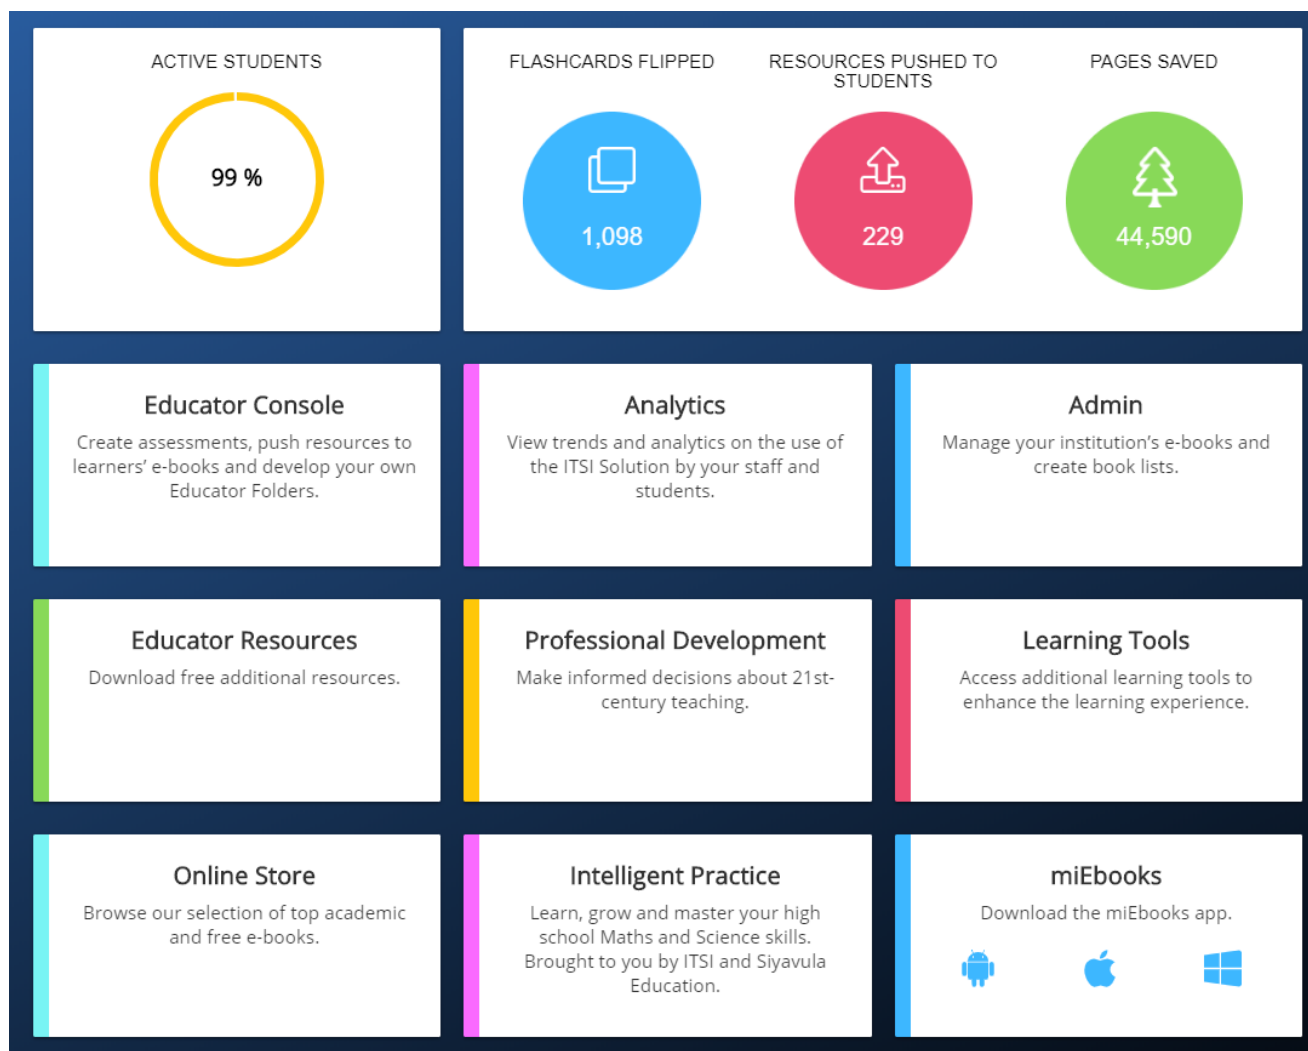 ACTIVE STUDENTS
99 %
FLASHCARDS FLIPPED
1,098
RESOURCES PUSHED TO
STUDENTS
229
PAGES SAVED
44,590
Educator Console
Create assessments, push resources to
learners’ e-books and develop your own
Educator Folders.
Analytics
View trends and analytics on the use of
the ITSI Solution by your staff and
students.
Admin
Manage your institution’s e-books and
create book lists.
Educator Resources
Download free additional resources.
Professional Development
Make informed decisions about 21st-
century teaching.
Learning Tools
Access additional learning tools to
enhance the learning experience.
Online Store
Browse our selection of top academic
and free e-books.
Intelligent Practice
Learn, grow and master your high
school Maths and Science skills.
Brought to you by ITSI and Siyavula
Education.
miEbooks
Download the miEbooks app.